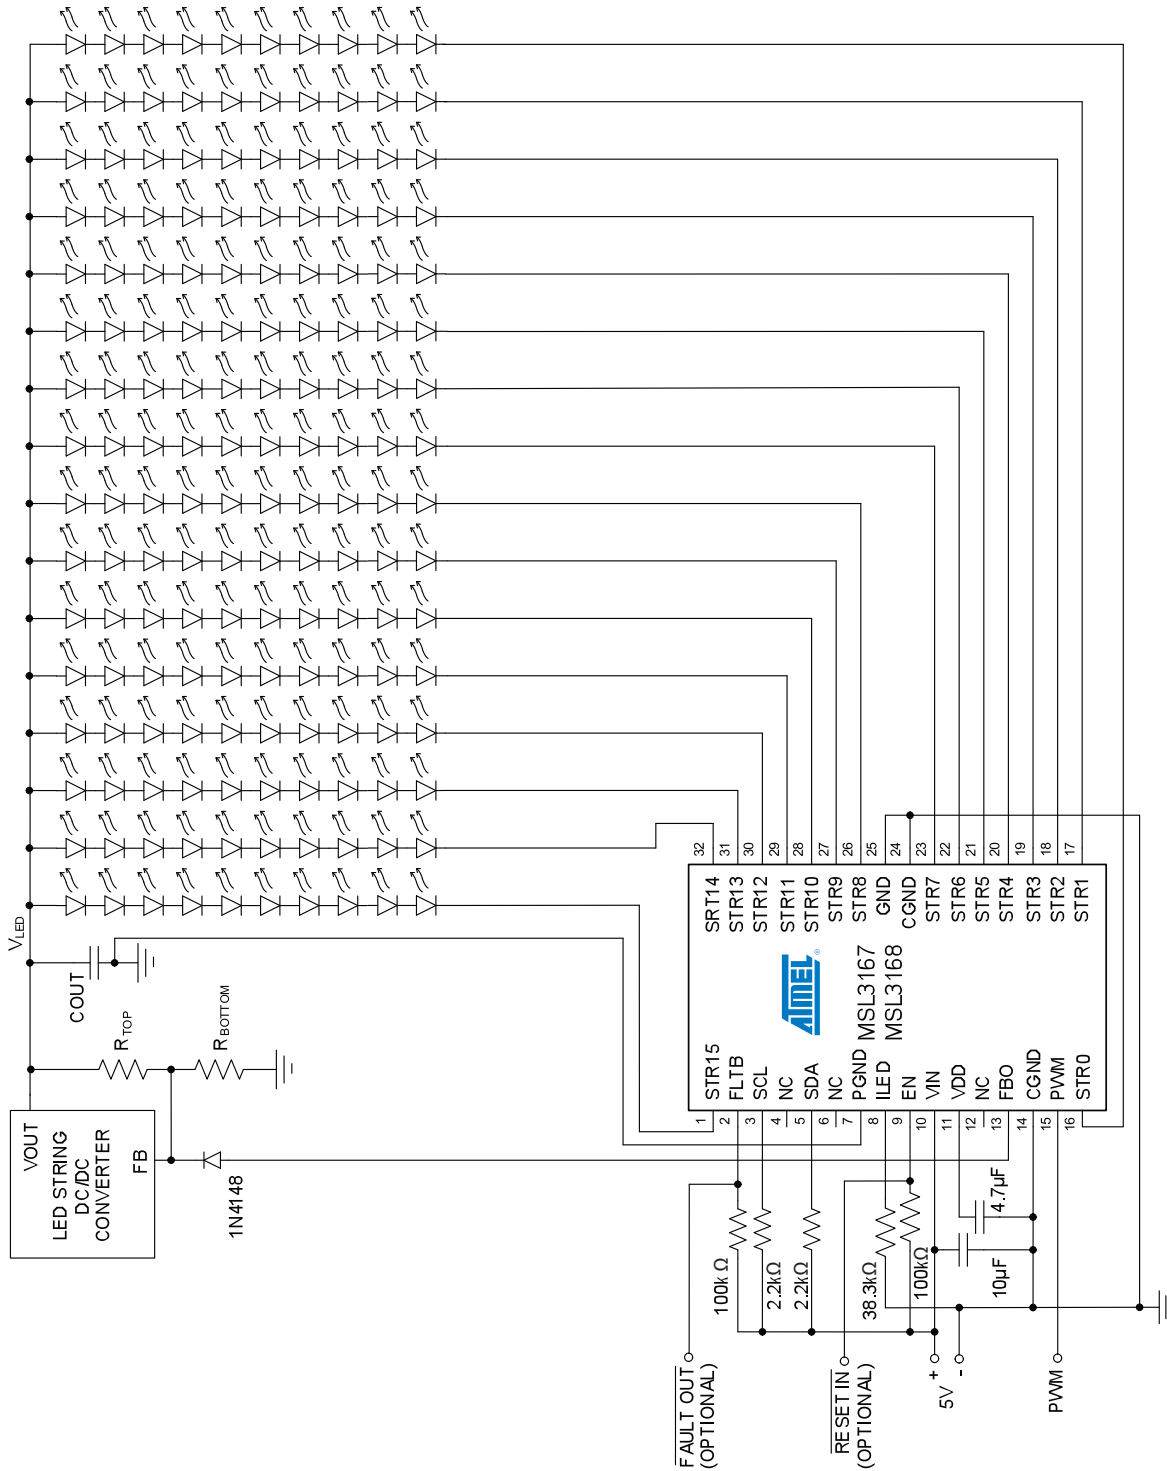 V_LED
COUT
R_TOP
R_BOTTOM
VOUT
LED STRING
DC/DC
CONVERTER
FB
1N4148
32
31
30
29
28
27
26
25
24
23
22
21
20
19
18
17
SRT14
STR13
STR12
STR11
STR10
STR9
STR8
GND
CGND
STR7
STR6
STR5
STR4
STR3
STR2
STR1
ATMEL®
MSL3167
MSL3168
STR15
FLTB
SCL
NC
SDA
NC
PGND
ILED
EN
VIN
VDD
NC
FBO
CGND
PWM
STR0
1
2
3
4
5
6
7
8
9
10
11
12
13
14
15
16
100k Ω
2.2kΩ
2.2kΩ
38.3kΩ
100kΩ
10µF
4.7µF
FAULT OUT
(OPTIONAL)
RESET IN
(OPTIONAL)
5V + -
PWM